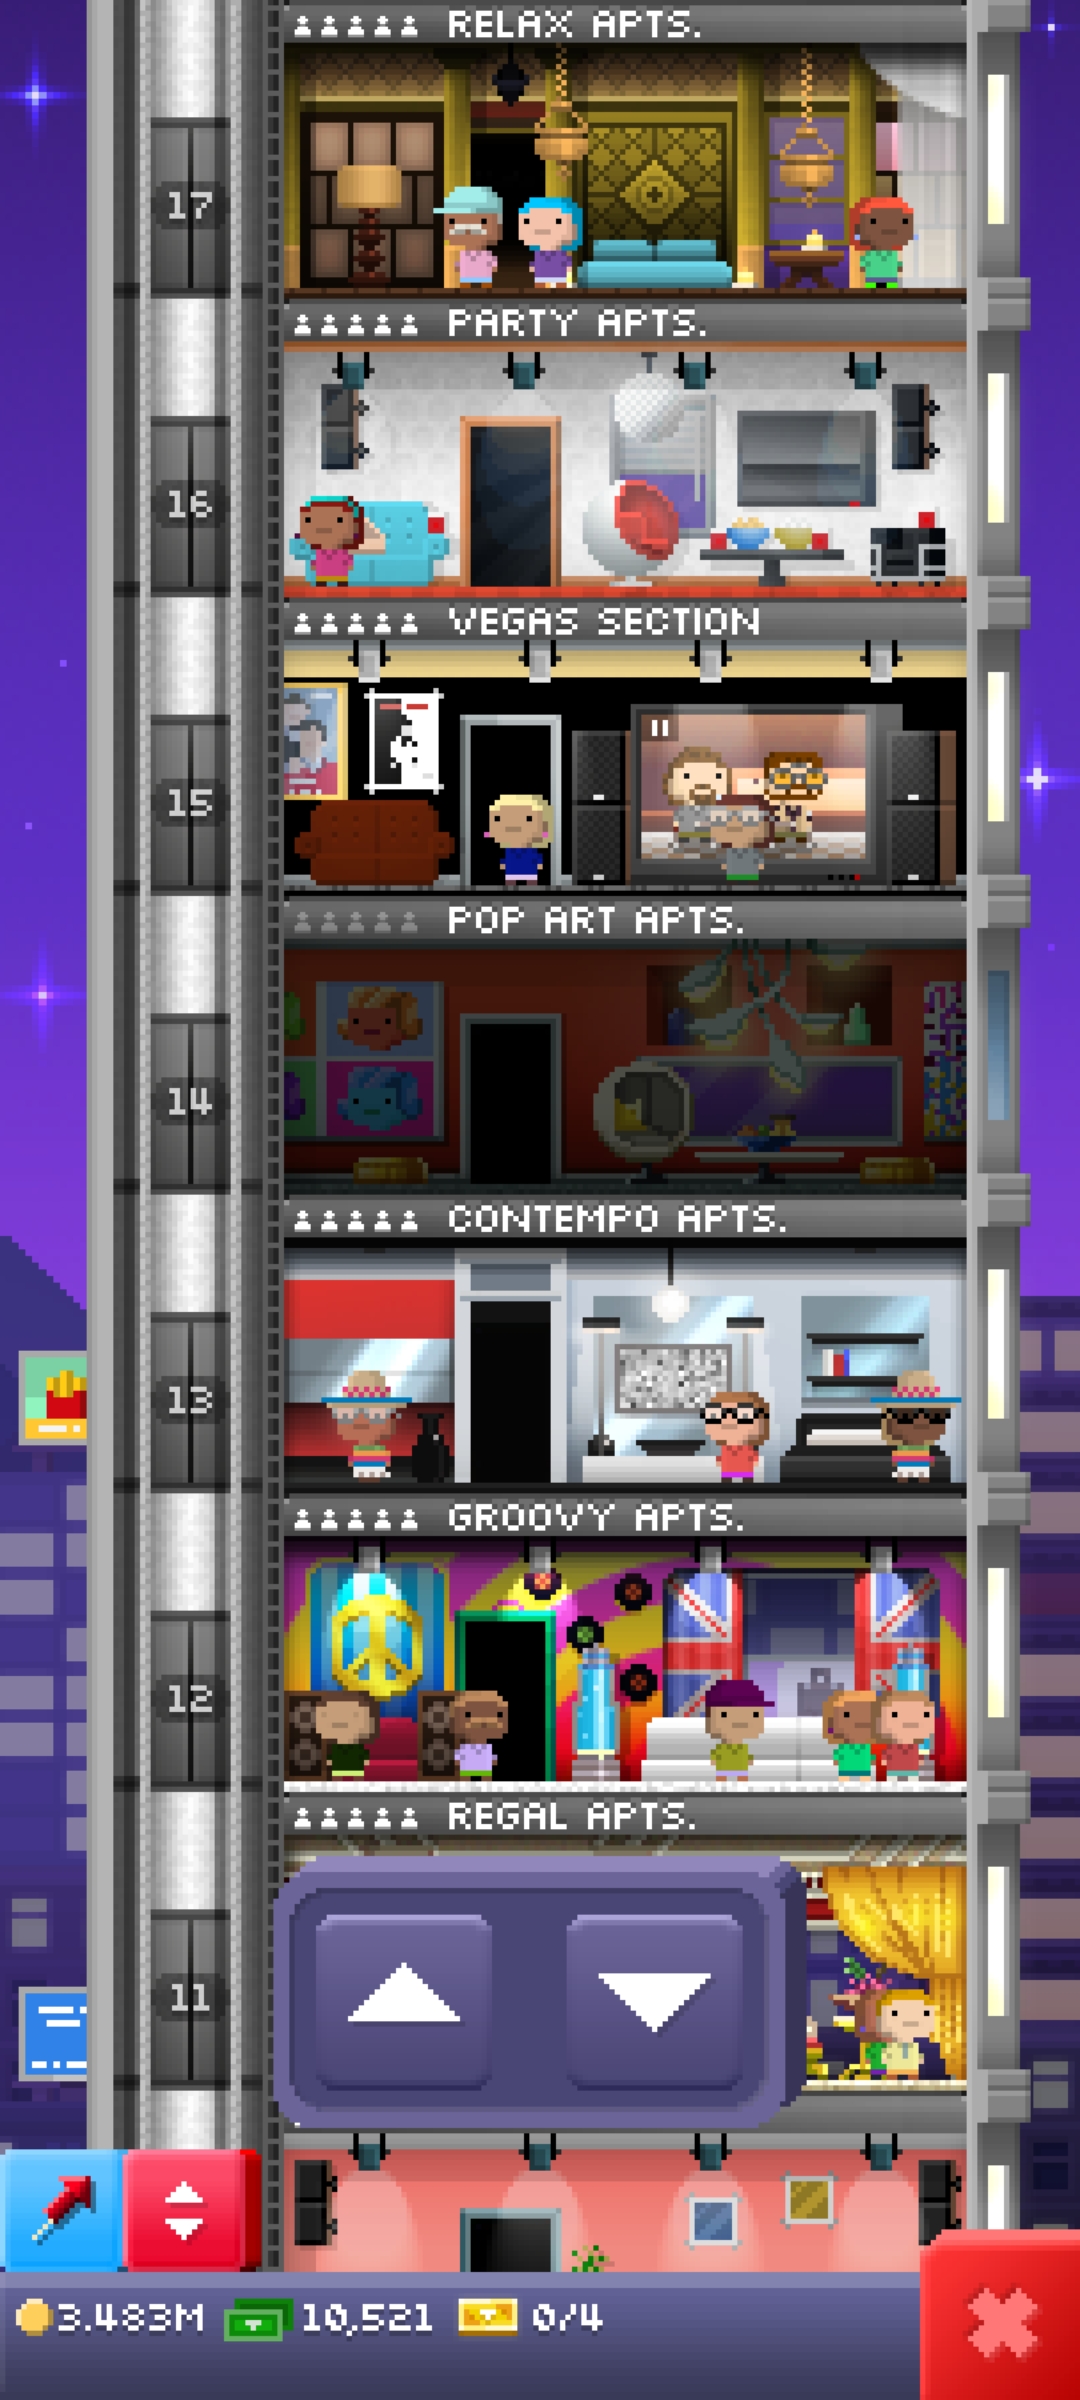 RELAX APTS.
17
PARTY APTS.
16
VEGAS SECTION
15
POP ART APTS.
14
CONTEMPO APTS.
13
GROOVY APTS.
12
REGAL APTS.
11
3.483M 10,521 0/4